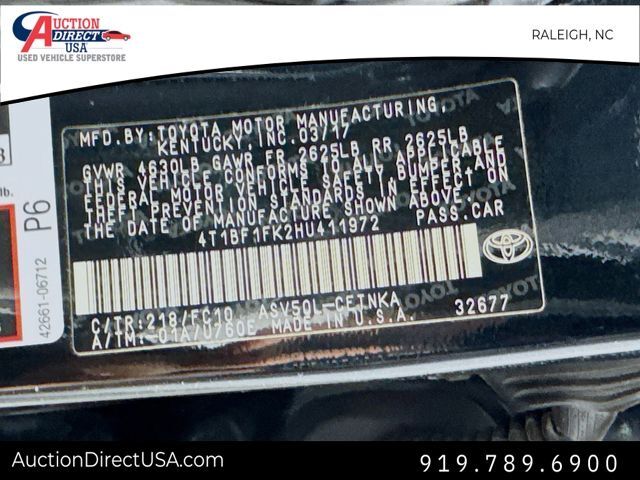 AUCTION
DIRECT
USA
USED VEHICLE SUPERSTORE
RALEIGH, NC
MFD. BY: TOYOTA MOTOR MANUFACTURING,
KENTUCKY, INC. 03/17
GVWR 4630LB GAWR FR 2625LB RR 2625LB
THIS VEHICLE CONFORMS TO ALL APPLICABLE
FEDERAL MOTOR VEHICLE SAFETY, BUMPER AND
THEFT PREVENTION STANDARDS IN EFFECT ON
THE DATE OF MANUFACTURE SHOWN ABOVE.
4T1BF1FK2HU411972 PASS.CAR
C/TR:218/FC10 ASV50L-CETNKA
A/TM:-01A/U760E MADE IN U.S.A. 32677
lb.
P6
42661-06712
AuctionDirectUSA.com
919.789.6900